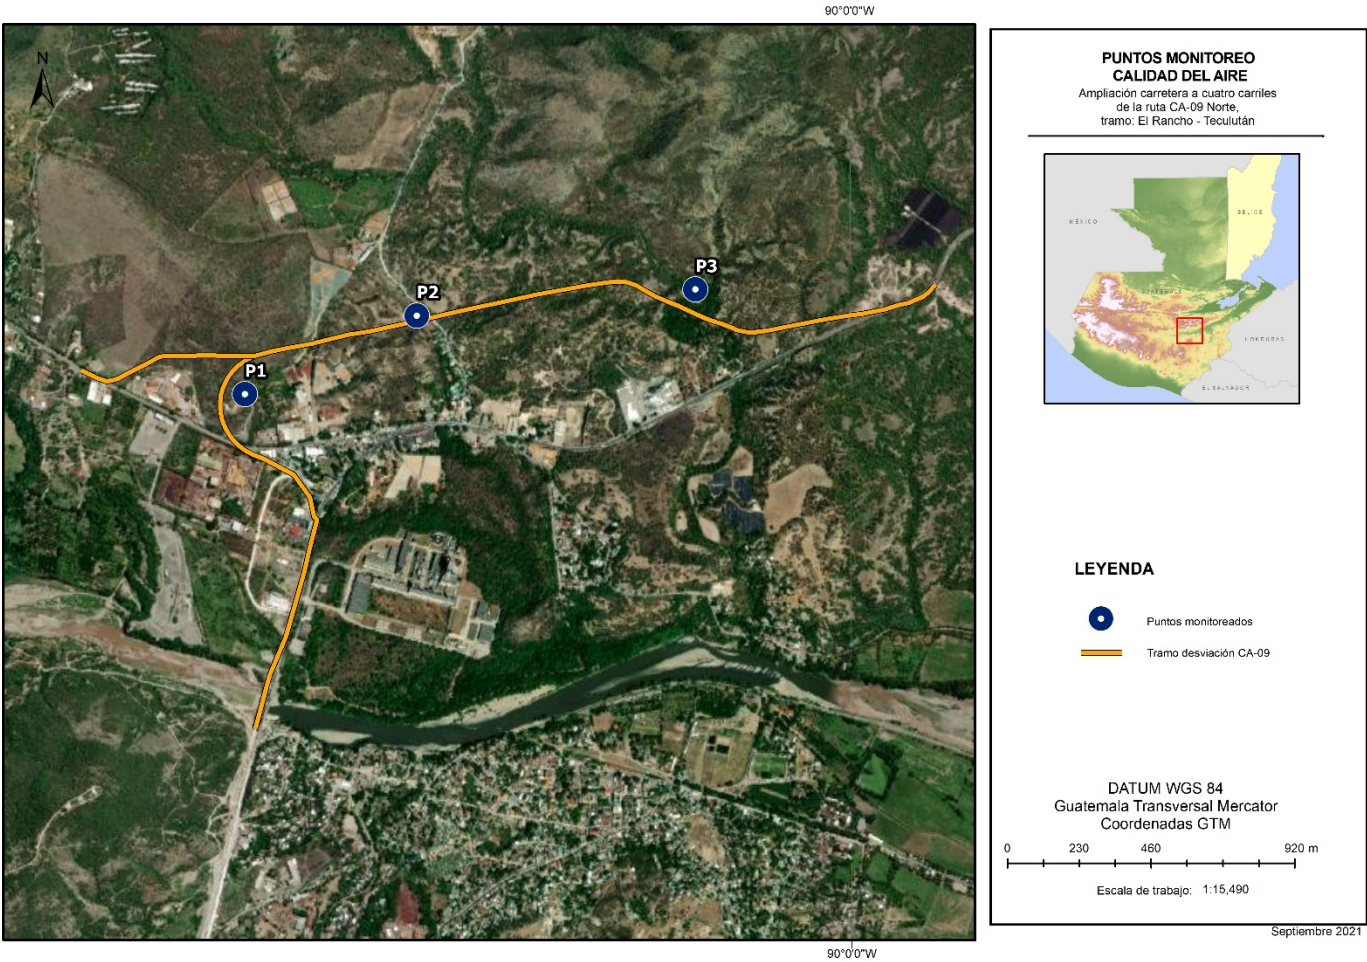 90°0'0"W
N
P3
P2
P1
90°0'0"W
PUNTOS MONITOREO
CALIDAD DEL AIRE
Ampliación carretera a cuatro carriles
de la ruta CA-09 Norte,
tramo: El Rancho - Teculután
MÉXICO
BELICE
GUATEMALA
HONDURAS
EL SALVADOR
LEYENDA
Puntos monitoreados
Tramo desviación CA-09
DATUM WGS 84
Guatemala Transversal Mercator
Coordenadas GTM
0 230 460 920 m
Escala de trabajo: 1:15,490
Septiembre 2021